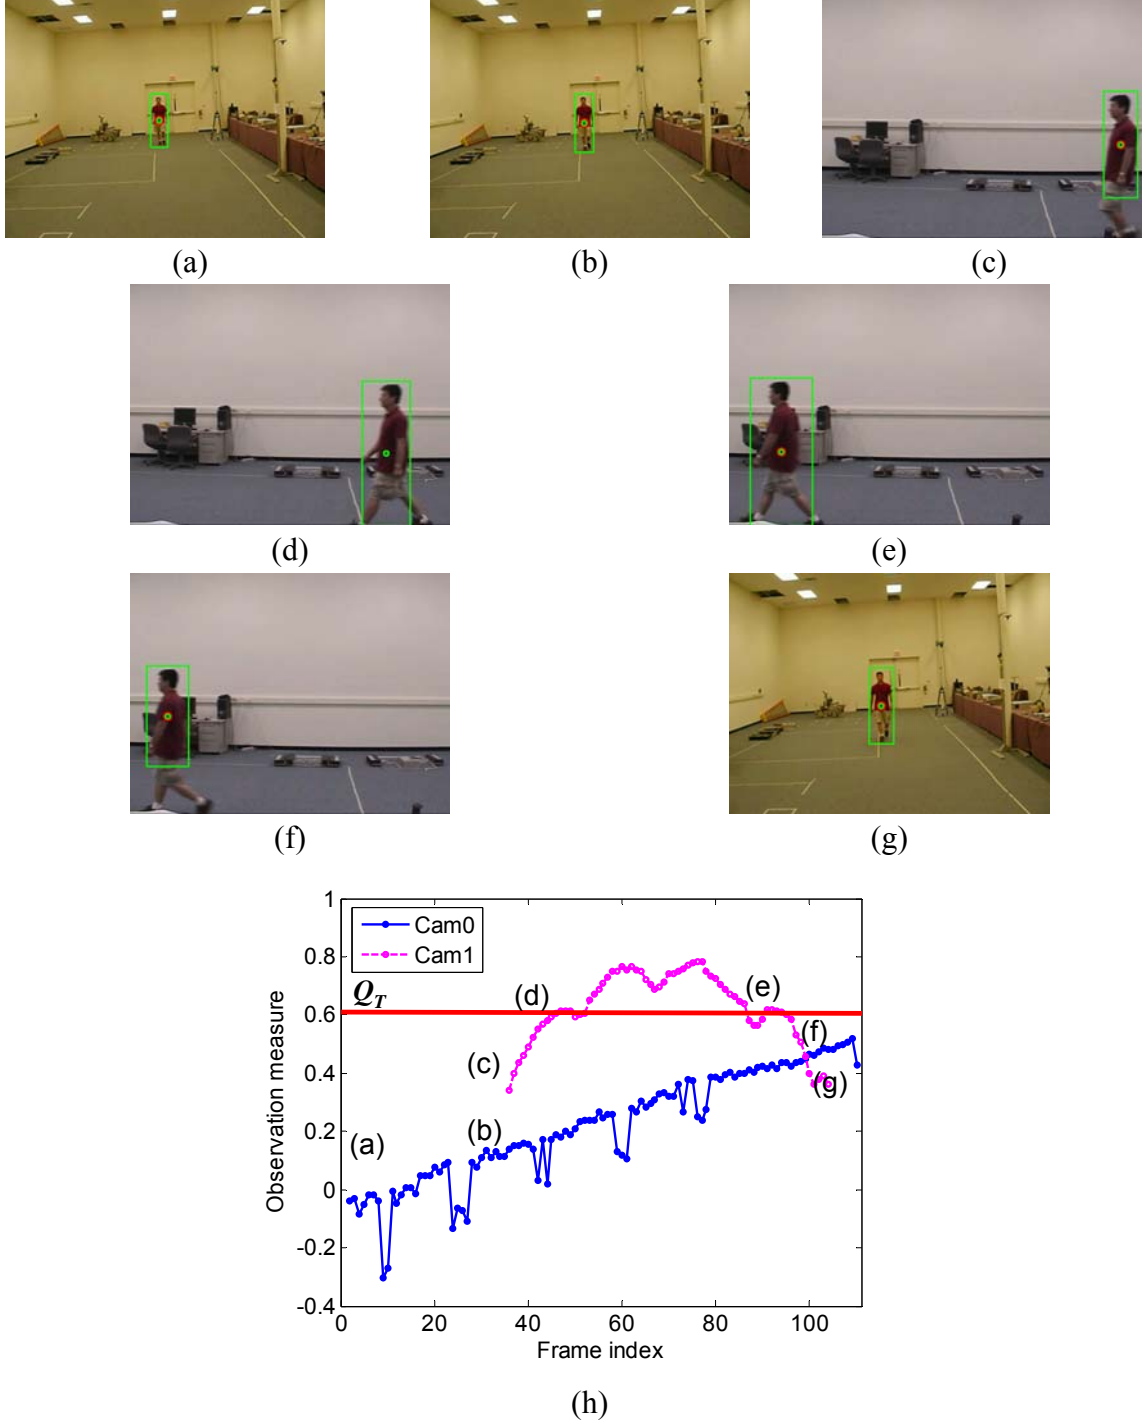 (a) (b) (c)
(d) (e)
(f) (g)
1
0.8
0.6
0.4
0.2
0
-0.2
-0.4
Observation measure
Cam0
Cam1
Q_T
(a)
(b)
(c)
(d)
(e)
(f)
(g)
0 20 40 60 80 100
Frame index
(h)